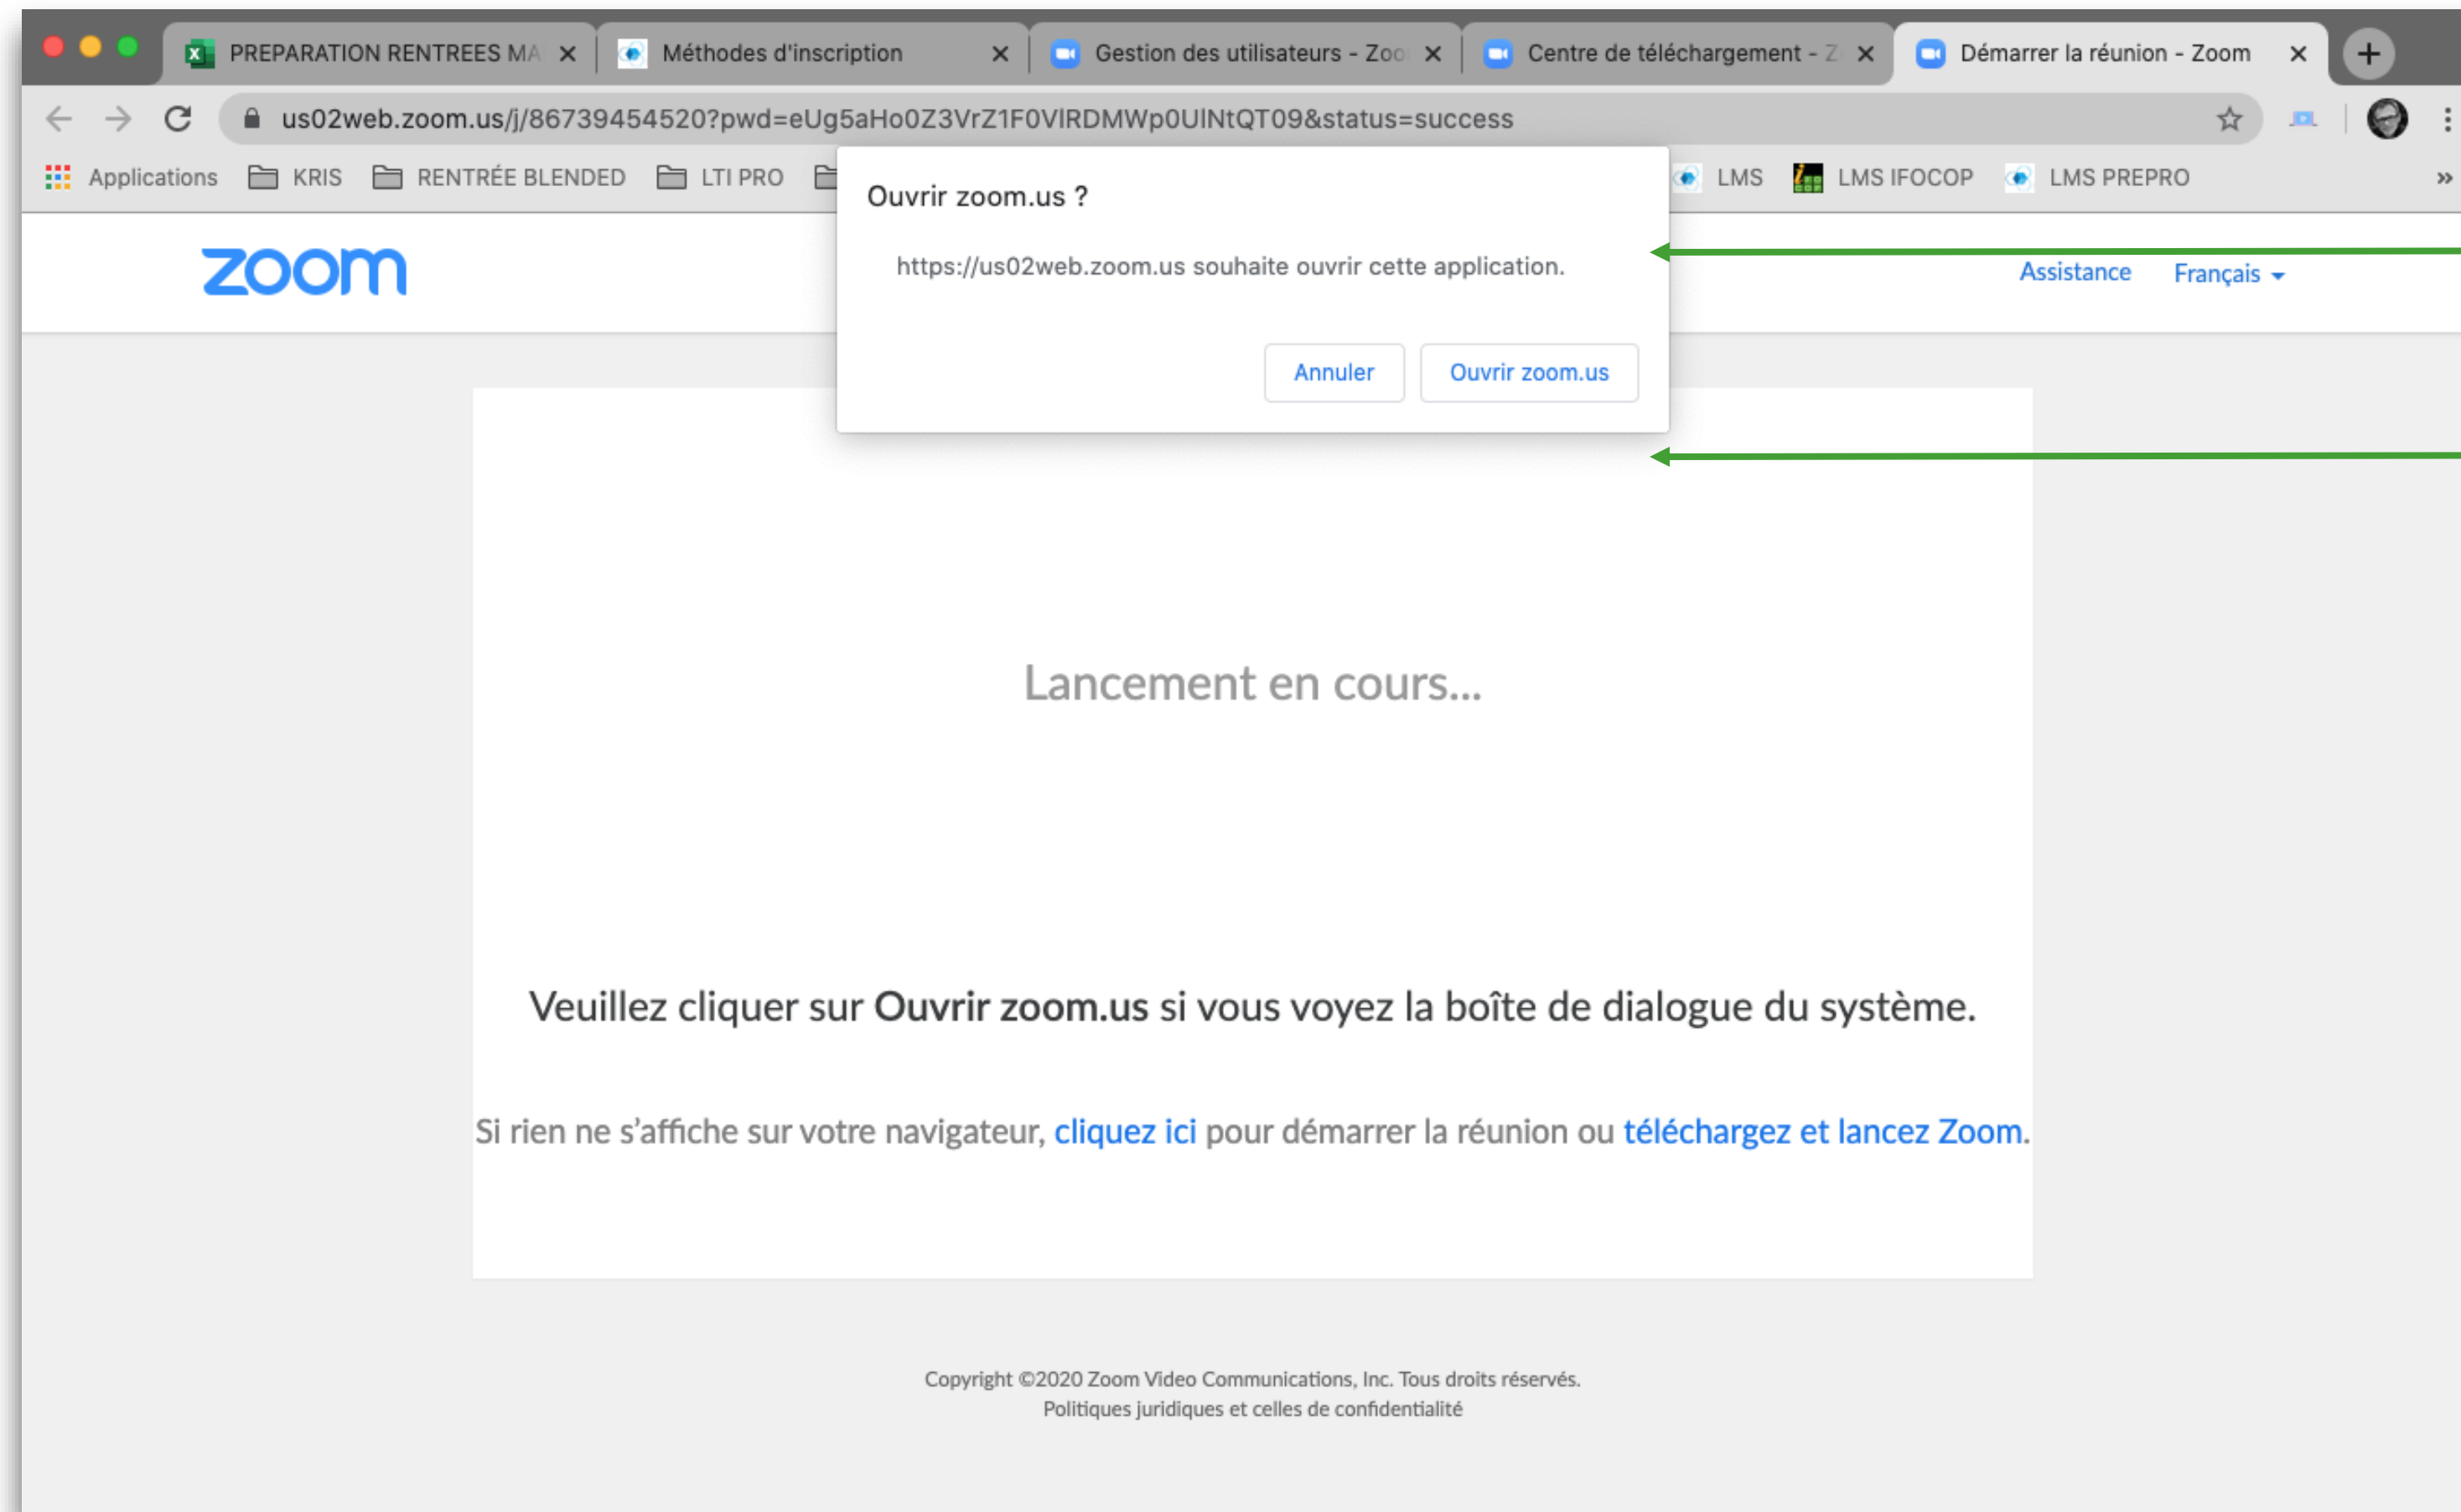 PREPARATION RENTREES MA
Méthodes d'inscription
Gestion des utilisateurs - Zoo
Centre de téléchargement - Z
Démarrer la réunion - Zoom
us02web.zoom.us/j/86739454520?pwd=eUg5aHo0Z3VrZ1F0VlRDMWp0UlNtQT09&status=success
Applications KRIS RENTRÉE BLENDED LTI PRO LMS LMS IFOCOP LMS PREPRO
Ouvrir zoom.us ?
https://us02web.zoom.us souhaite ouvrir cette application.
Annuler Ouvrir zoom.us
zoom
Assistance Français
Lancement en cours...
Veuillez cliquer sur Ouvrir zoom.us si vous voyez la boîte de dialogue du système.
Si rien ne s'affiche sur votre navigateur, cliquez ici pour démarrer la réunion ou téléchargez et lancez Zoom.
Copyright ©2020 Zoom Video Communications, Inc. Tous droits réservés.
Politiques juridiques et celles de confidentialité